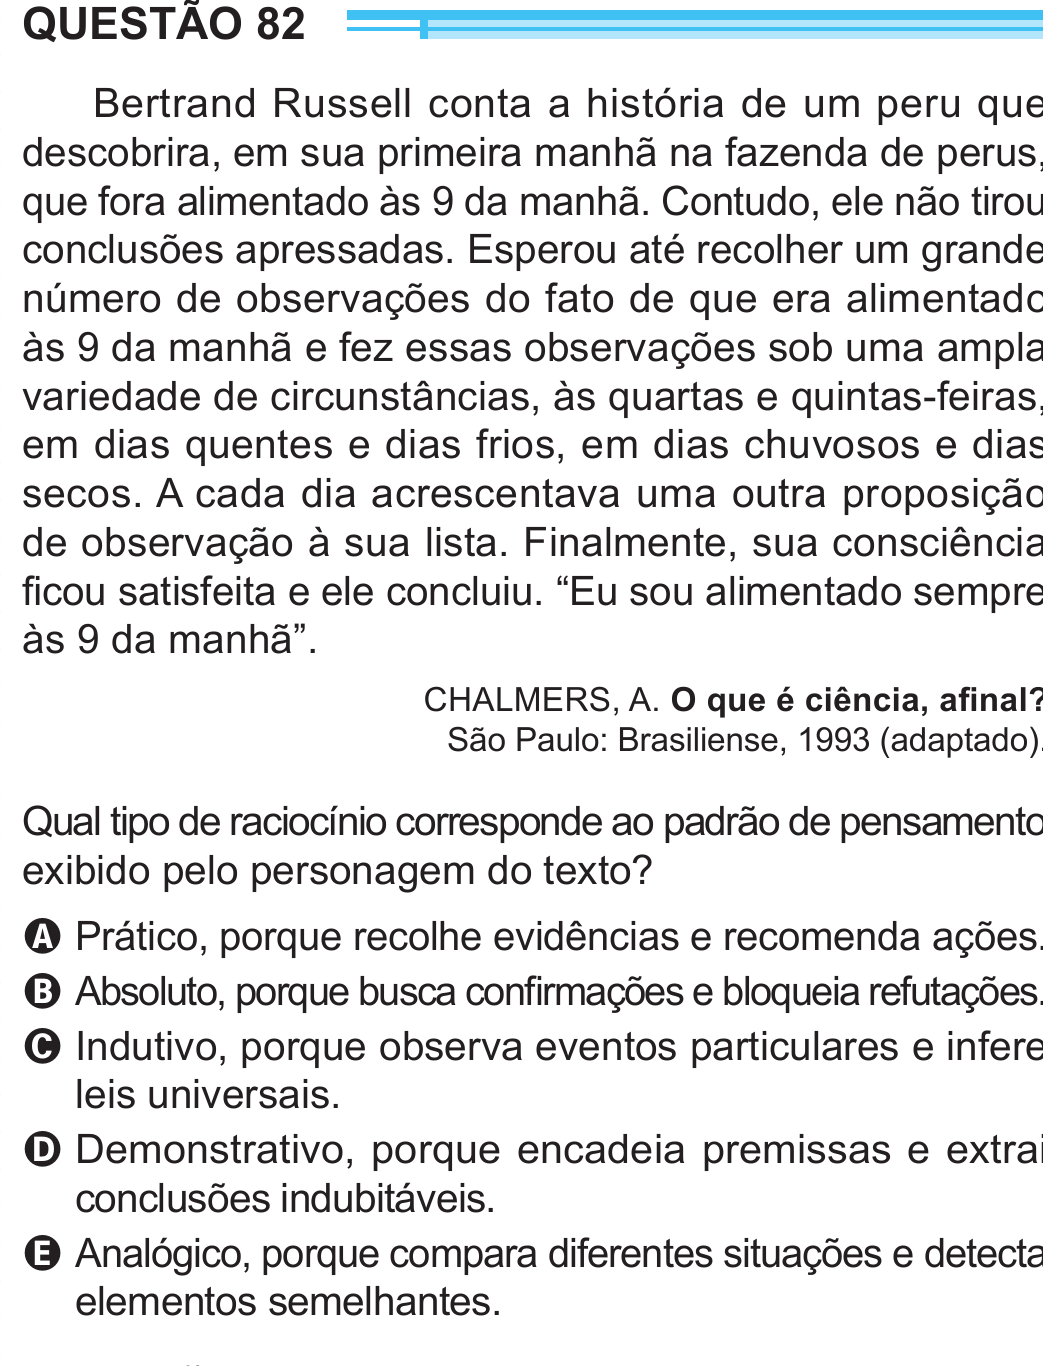 QUESTÃO 82
Bertrand Russell conta a história de um peru que
descobrira, em sua primeira manhã na fazenda de perus,
que fora alimentado às 9 da manhã. Contudo, ele não tirou
conclusões apressadas. Esperou até recolher um grande
número de observações do fato de que era alimentado
às 9 da manhã e fez essas observações sob uma ampla
variedade de circunstâncias, às quartas e quintas-feiras,
em dias quentes e dias frios, em dias chuvosos e dias
secos. A cada dia acrescentava uma outra proposição
de observação à sua lista. Finalmente, sua consciência
ficou satisfeita e ele concluiu. “Eu sou alimentado sempre
às 9 da manhã”.
CHALMERS, A. O que é ciência, afinal?
São Paulo: Brasiliense, 1993 (adaptado).
Qual tipo de raciocínio corresponde ao padrão de pensamento
exibido pelo personagem do texto?
A Prático, porque recolhe evidências e recomenda ações.
B Absoluto, porque busca confirmações e bloqueia refutações.
C Indutivo, porque observa eventos particulares e infere
leis universais.
D Demonstrativo, porque encadeia premissas e extrai
conclusões indubitáveis.
E Analógico, porque compara diferentes situações e detecta
elementos semelhantes.